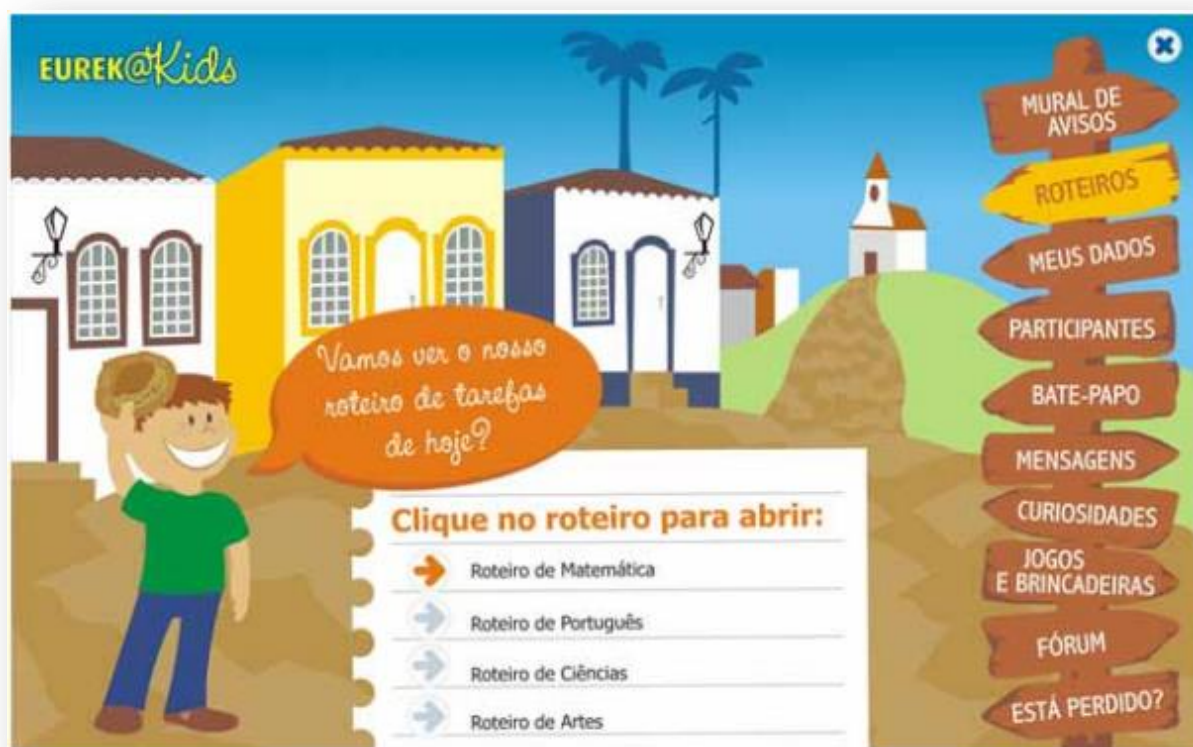 EUREK@Kids
Vamos ver o nosso
roteiro de tarefas
de hoje?
Clique no roteiro para abrir:
Roteiro de Matemática
Roteiro de Português
Roteiro de Ciências
Roteiro de Artes
MURAL DE
AVISOS
ROTEIROS
MEUS DADOS
PARTICIPANTES
BATE-PAPO
MENSAGENS
CURIOSIDADES
JOGOS
E BRINCADEIRAS
FÓRUM
ESTÁ PERDIDO?